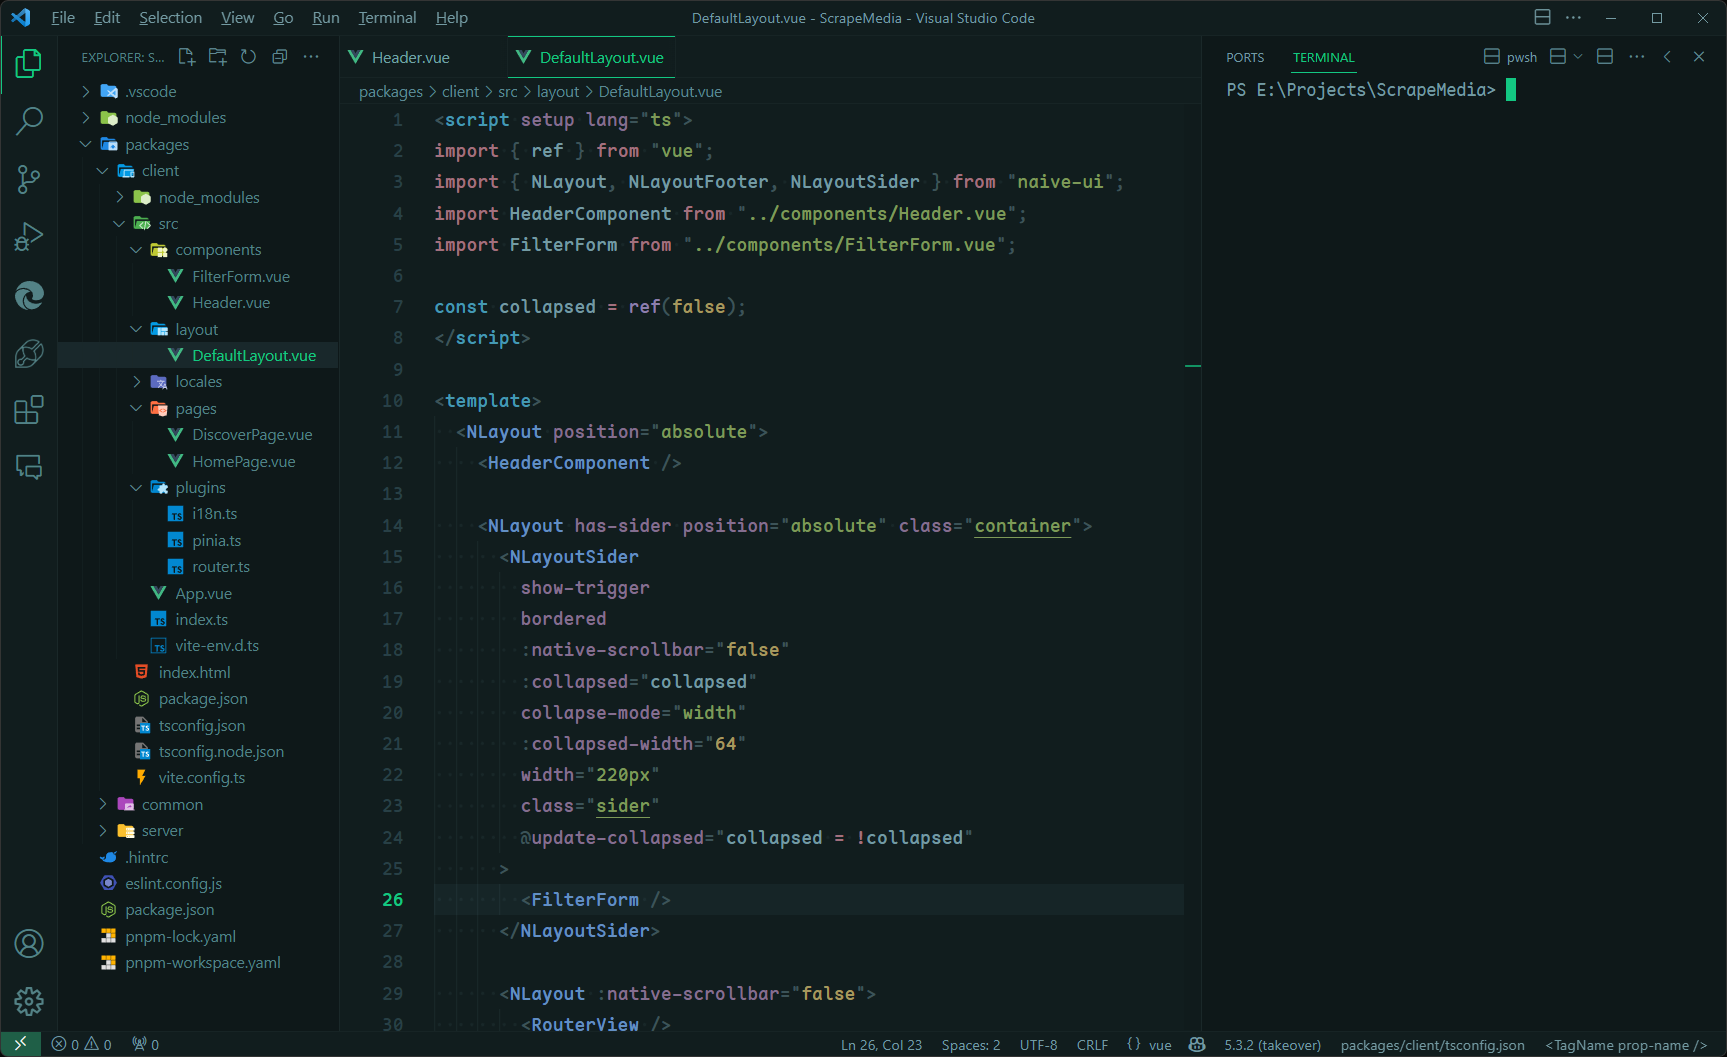 File Edit Selection View Go Run Terminal Help
DefaultLayout.vue - ScrapeMedia - Visual Studio Code
EXPLORER: S...
.vscode
node_modules
packages
client
node_modules
src
components
FilterForm.vue
Header.vue
layout
DefaultLayout.vue
locales
pages
DiscoverPage.vue
HomePage.vue
plugins
i18n.ts
pinia.ts
router.ts
App.vue
index.ts
vite-env.d.ts
index.html
package.json
tsconfig.json
tsconfig.node.json
vite.config.ts
common
server
.hintrc
eslint.config.js
package.json
pnpm-lock.yaml
pnpm-workspace.yaml
Header.vue DefaultLayout.vue
packages > client > src > layout > DefaultLayout.vue
1 <script setup lang="ts">
2 import { ref } from "vue";
3 import { NLayout, NLayoutFooter, NLayoutSider } from "naive-ui";
4 import HeaderComponent from "../components/Header.vue";
5 import FilterForm from "../components/FilterForm.vue";
6
7 const collapsed = ref(false);
8 </script>
9
10 <template>
11 <NLayout position="absolute">
12 <HeaderComponent />
13
14 <NLayout has-sider position="absolute" class="container">
15 <NLayoutSider
16 show-trigger
17 bordered
18 :native-scrollbar="false"
19 :collapsed="collapsed"
20 collapse-mode="width"
21 :collapsed-width="64"
22 width="220px"
23 class="sider"
24 @update-collapsed="collapsed = !collapsed"
25 >
26 <FilterForm />
27 </NLayoutSider>
28
29 <NLayout :native-scrollbar="false">
30 <RouterView />
PORTS TERMINAL pwsh
PS E:\Projects\ScrapeMedia>
0 0 0 Ln 26, Col 23 Spaces: 2 UTF-8 CRLF {} vue 5.3.2 (takeover) packages/client/tsconfig.json <TagName prop-name />